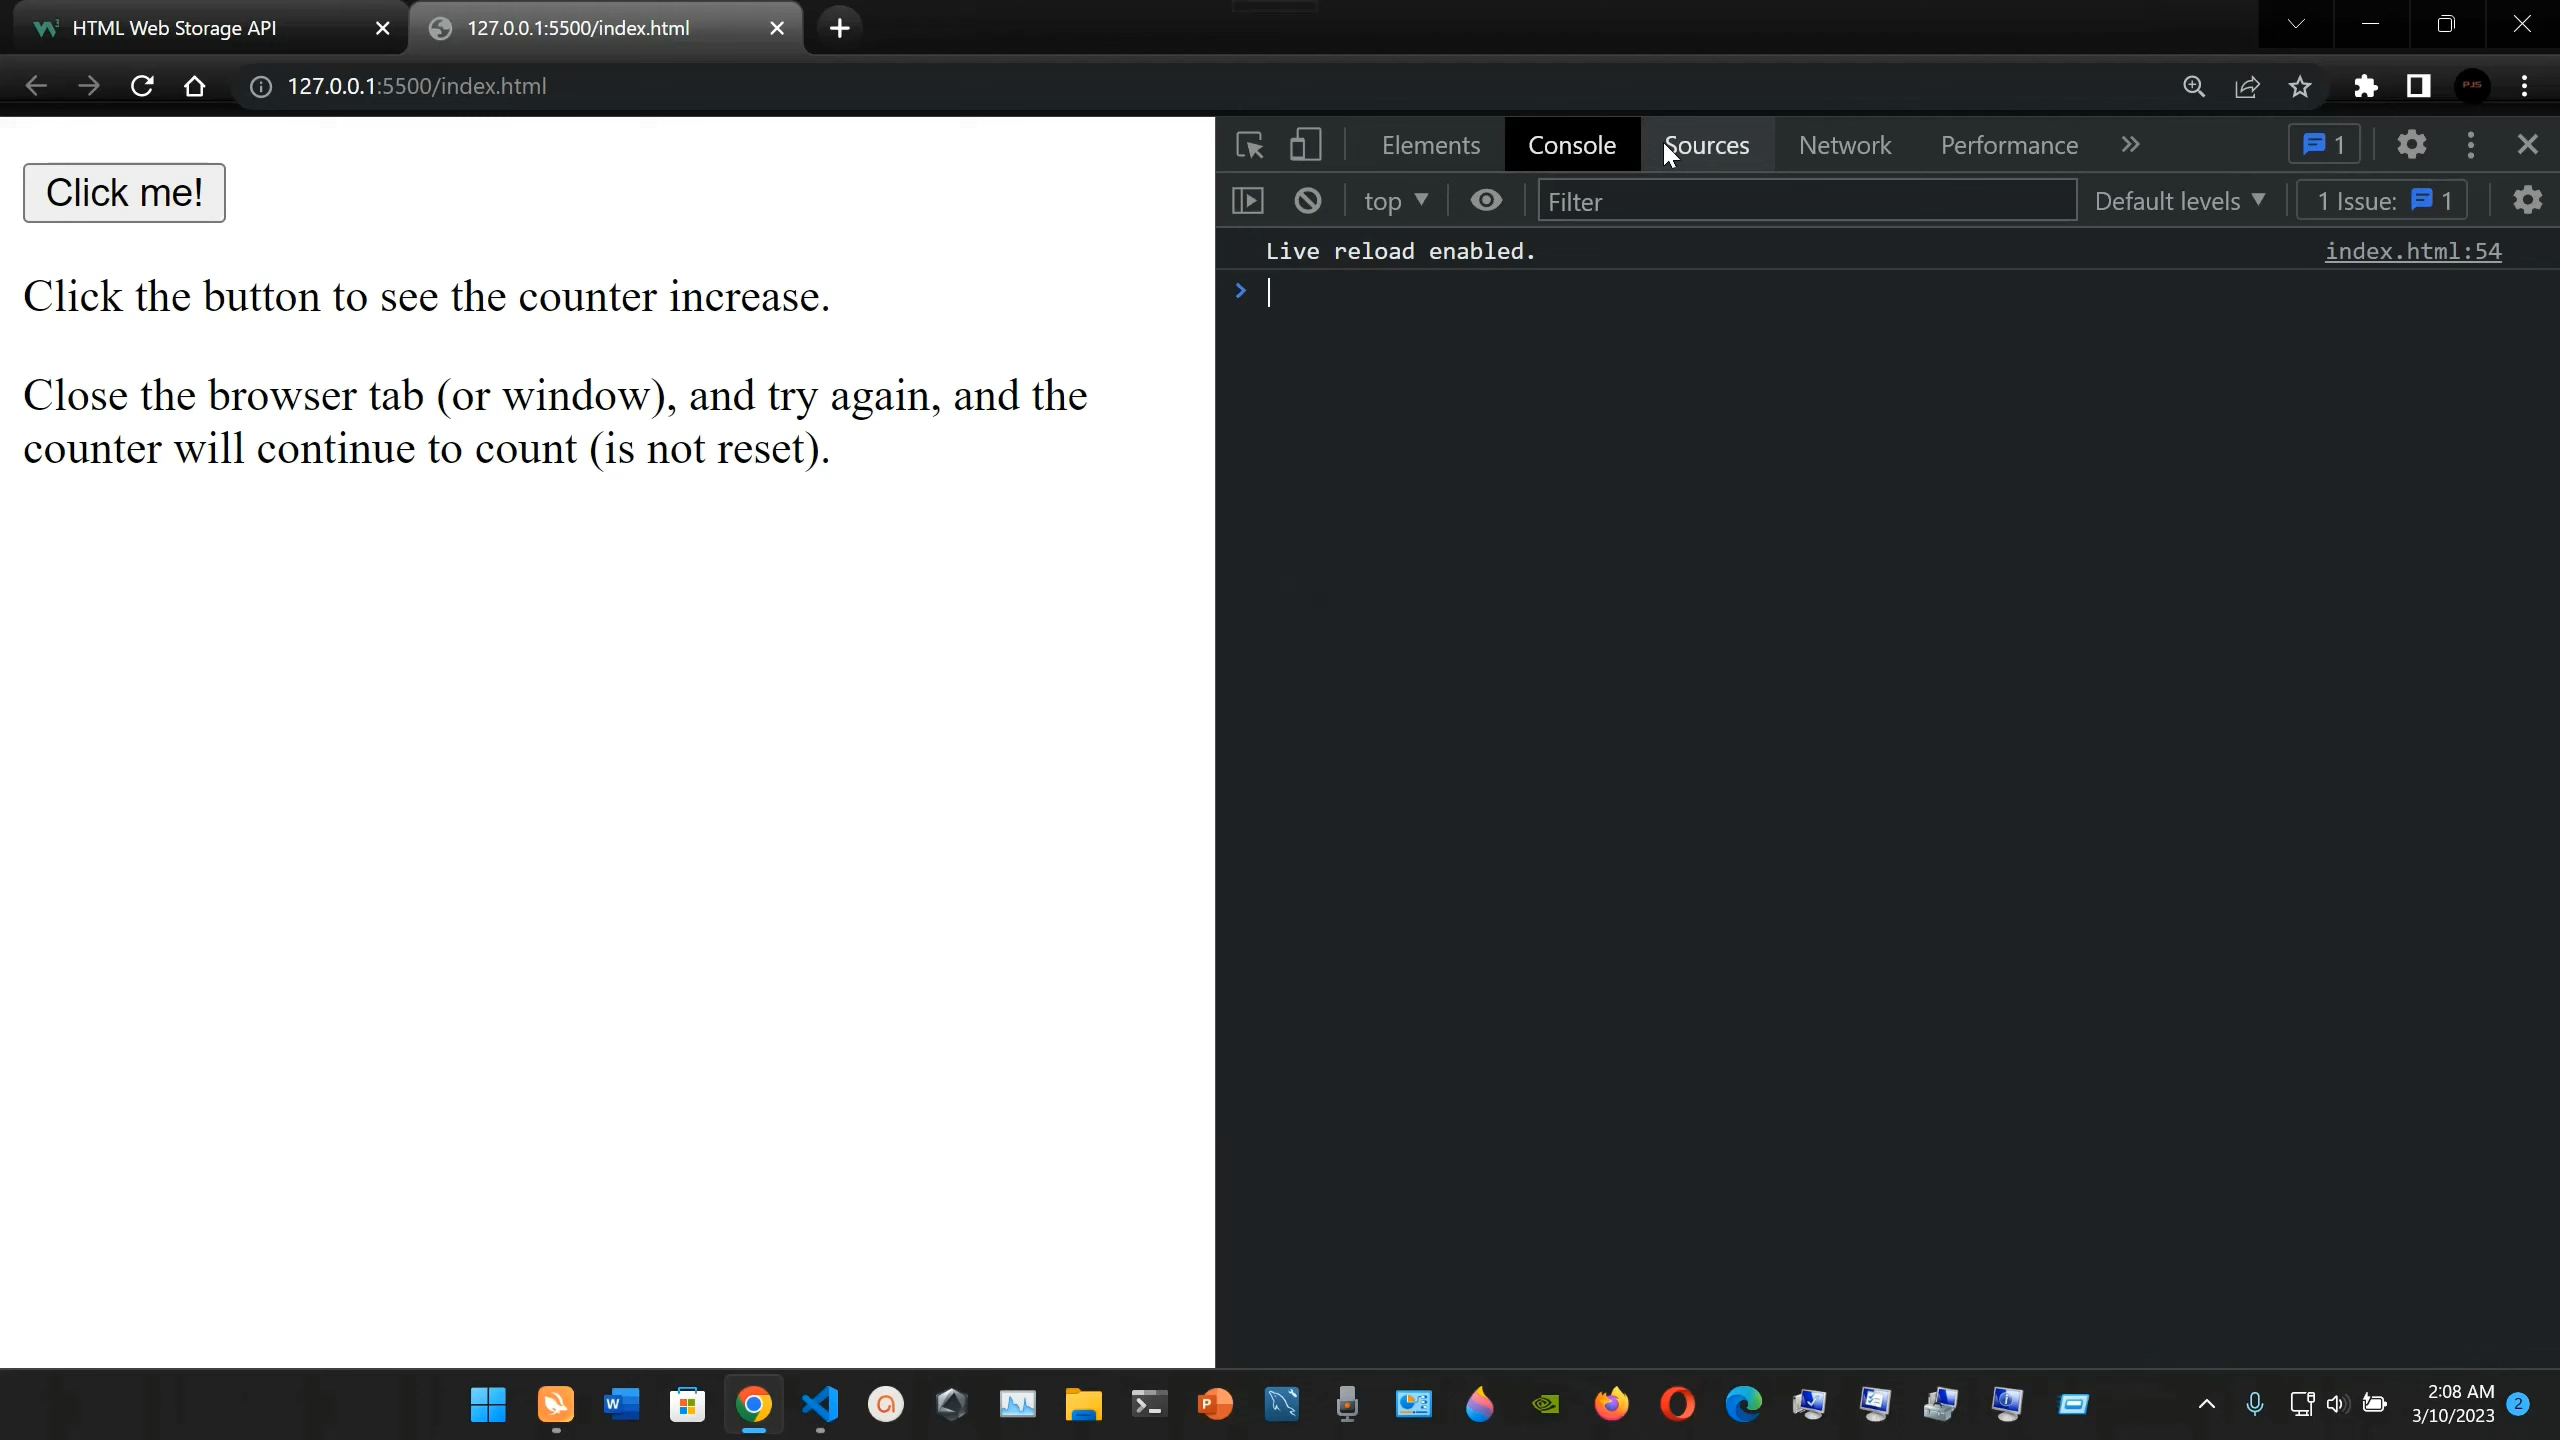 HTML Web Storage API
127.0.0.1:5500/index.html
127.0.0.1:5500/index.html
PJS
Elements
Console
Sources
Network
Performance
1
top
Filter
Default levels
1 Issue:
1
Live reload enabled.
index.html:54
Click me!
Click the button to see the counter increase.
Close the browser tab (or window), and try again, and the
counter will continue to count (is not reset).
2:08 AM
3/10/2023
2